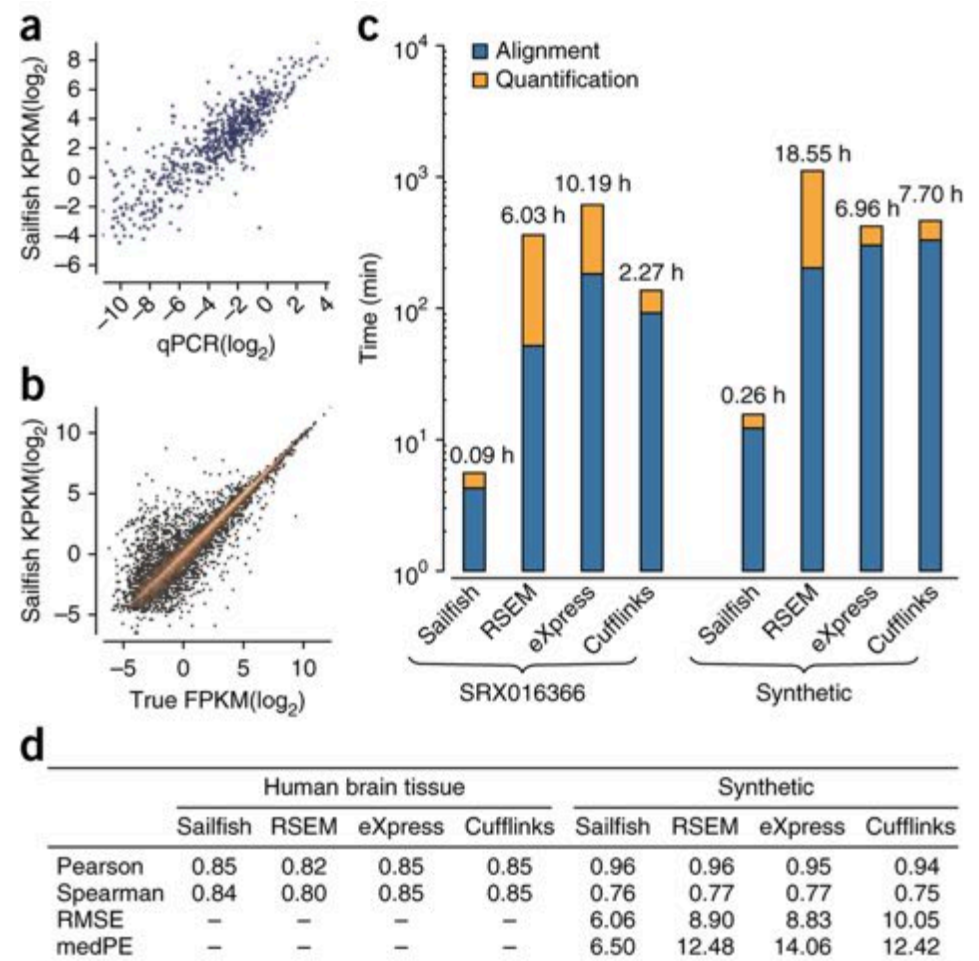 a
Sailfish KPKM(log2)
8
6
4
2
0
−2
−4
−6
−10 −8 −6 −4 −2 0 2 4
qPCR(log2)
b
Sailfish KPKM(log2)
10
5
0
−5
−5 0 5 10
True FPKM(log2)
c
Alignment
Quantification
Time (min)
10^4
10^3
10^2
10^1
10^0
0.09 h
6.03 h
10.19 h
2.27 h
0.26 h
18.55 h
6.96 h
7.70 h
Sailfish RSEM eXpress Cufflinks Sailfish RSEM eXpress Cufflinks
SRX016366 Synthetic
d
Human brain tissue Synthetic
Sailfish RSEM eXpress Cufflinks Sailfish RSEM eXpress Cufflinks
Pearson 0.85 0.82 0.85 0.85 0.96 0.96 0.95 0.94
Spearman 0.84 0.80 0.85 0.85 0.76 0.77 0.77 0.75
RMSE – – – – 6.06 8.90 8.83 10.05
medPE – – – – 6.50 12.48 14.06 12.42